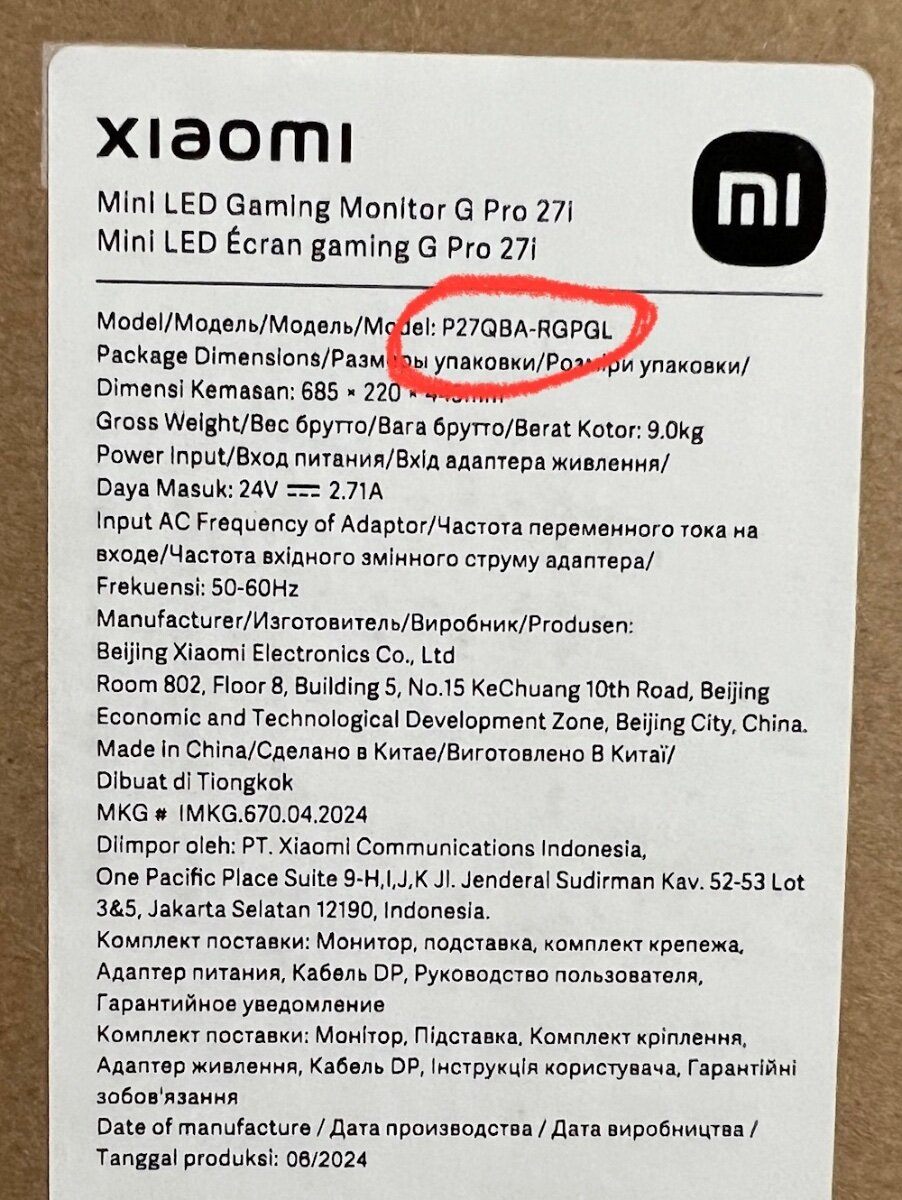 xiaomi
mi
Mini LED Gaming Monitor G Pro 27i
Mini LED Écran gaming G Pro 27i
Model/Модель/Модель/Model: P27QBA-RGPGL
Package Dimensions/Размеры упаковки/Розміри упаковки/
Dimensi Kemasan: 685 × 220 × 445mm
Gross Weight/Вес брутто/Вага брутто/Berat Kotor: 9.0kg
Power Input/Вход питания/Вхід адаптера живлення/
Daya Masuk: 24V ⎓ 2.71A
Input AC Frequency of Adaptor/Частота переменного тока на
входе/Частота вхідного змінного струму адаптера/
Frekuensi: 50-60Hz
Manufacturer/Изготовитель/Виробник/Produsen:
Beijing Xiaomi Electronics Co., Ltd
Room 802, Floor 8, Building 5, No.15 KeChuang 10th Road, Beijing
Economic and Technological Development Zone, Beijing City, China.
Made in China/Сделано в Китае/Виготовлено В Китаї/
Dibuat di Tiongkok
MKG # IMKG.670.04.2024
Diimpor oleh: PT. Xiaomi Communications Indonesia,
One Pacific Place Suite 9-H,I,J,K Jl. Jenderal Sudirman Kav. 52-53 Lot
3&5, Jakarta Selatan 12190, Indonesia.
Комплект поставки: Монитор, подставка, комплект крепежа,
Адаптер питания, Кабель DP, Руководство пользователя,
Гарантийное уведомление
Комплект поставки: Монітор, Підставка, Комплект кріплення,
Адаптер живлення, Кабель DP, Інструкція користувача, Гарантійні
зобов'язання
Date of manufacture / Дата производства / Дата виробництва /
Tanggal produksi: 06/2024